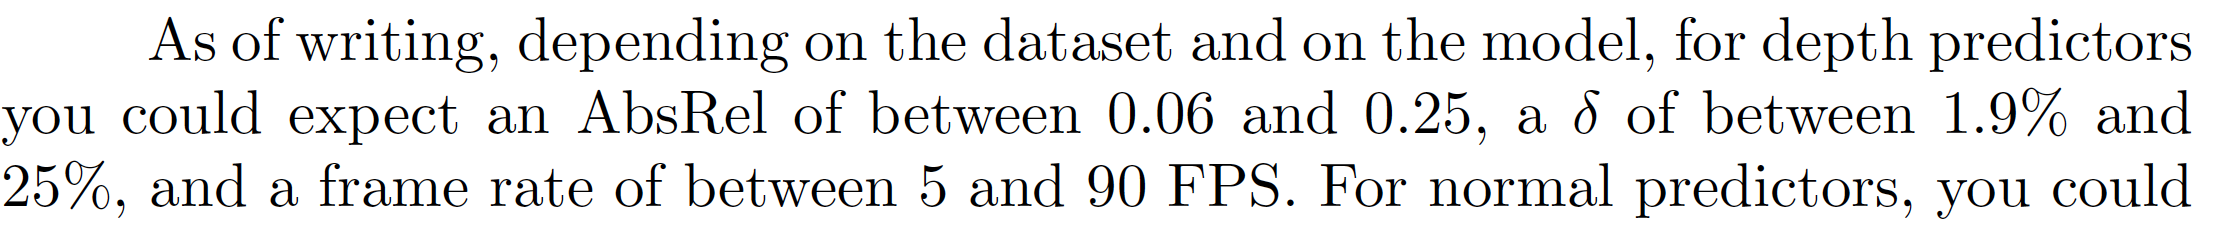 As of writing, depending on the dataset and on the model, for depth predictors
you could expect an AbsRel of between 0.06 and 0.25, a δ of between 1.9% and
25%, and a frame rate of between 5 and 90 FPS. For normal predictors, you could